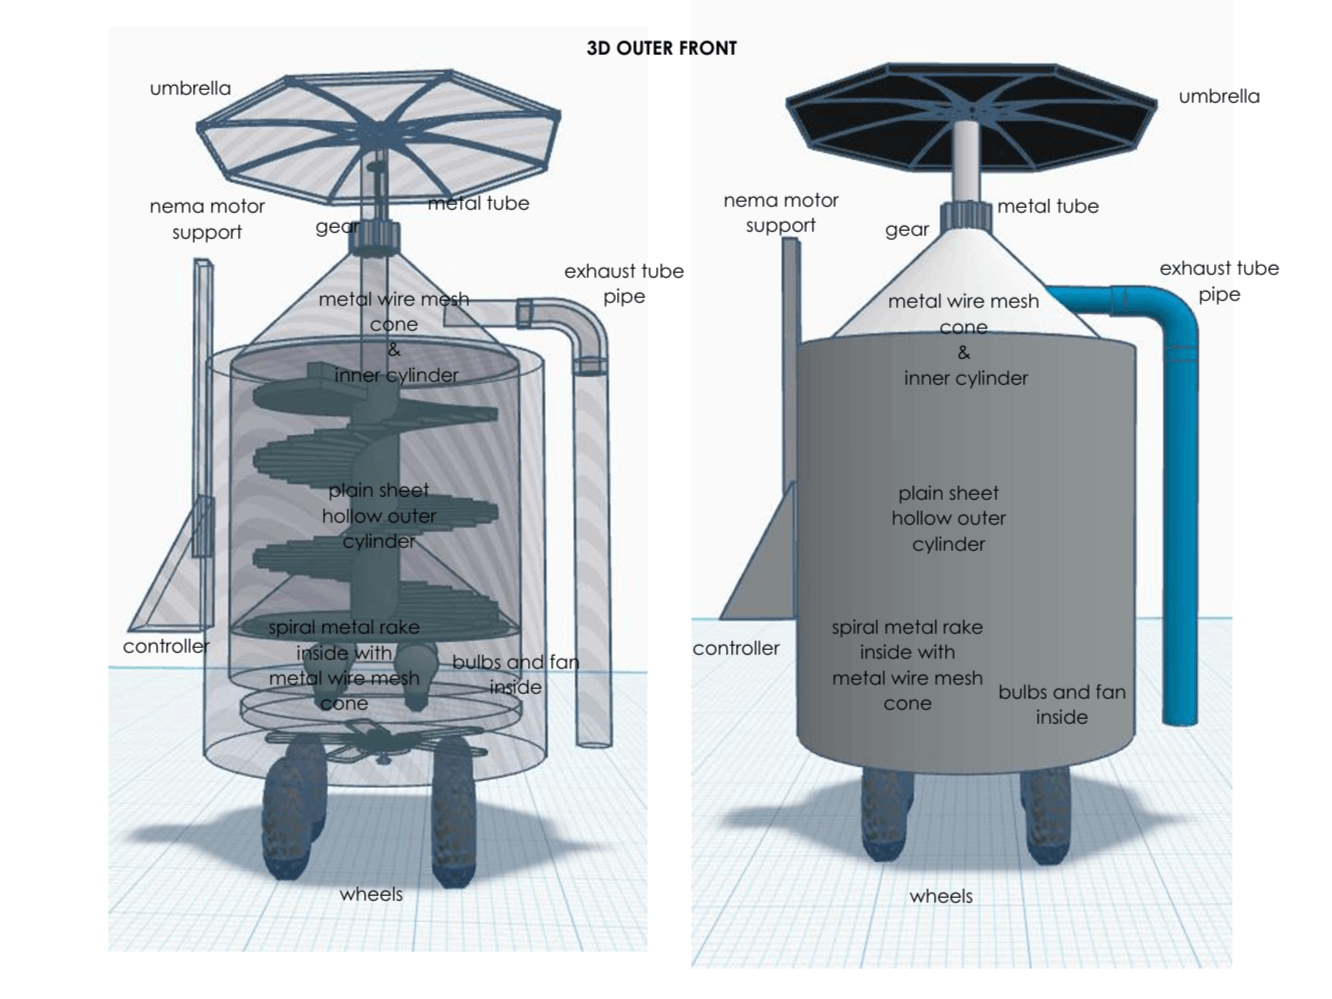 3D OUTER FRONT
umbrella
nema motor
support
gear
metal tube
exhaust tube
pipe
metal wire mesh
cone
&
inner cylinder
plain sheet
hollow outer
cylinder
controller
spiral metal rake
inside with
metal wire mesh
cone
bulbs and fan
inside
wheels
umbrella
nema motor
support
gear
metal tube
exhaust tube
pipe
metal wire mesh
cone
&
inner cylinder
plain sheet
hollow outer
cylinder
controller
spiral metal rake
inside with
metal wire mesh
cone
bulbs and fan
inside
wheels